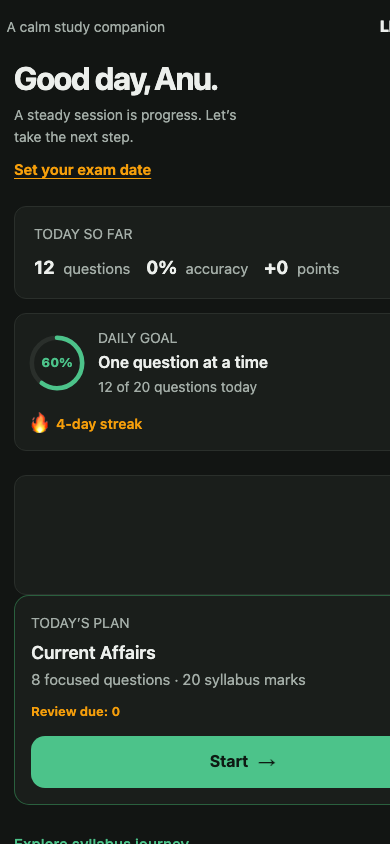 A calm study companion
Good day, Anu.
A steady session is progress. Let’s
take the next step.
Set your exam date
TODAY SO FAR
12 questions 0% accuracy +0 points
DAILY GOAL
60%
One question at a time
12 of 20 questions today
🔥 4-day streak
TODAY’S PLAN
Current Affairs
8 focused questions · 20 syllabus marks
Review due: 0
Start →
Explore syllabus journey